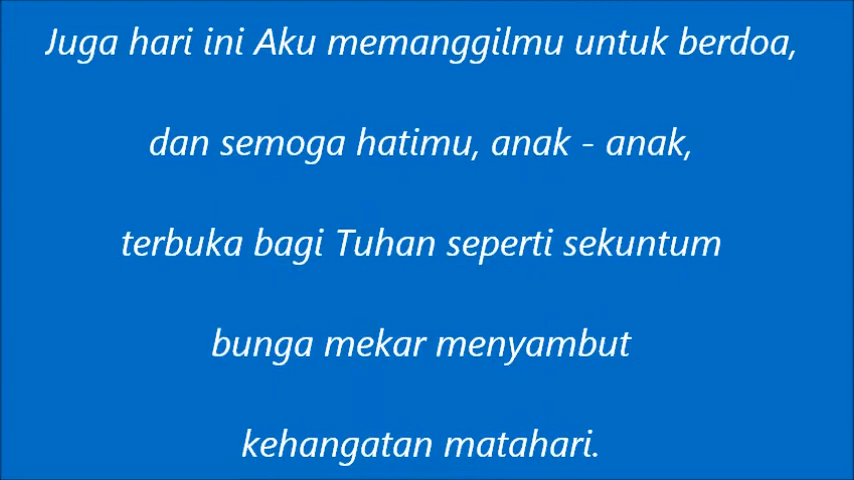 Juga hari ini Aku memanggilmu untuk berdoa,
dan semoga hatimu, anak - anak,
terbuka bagi Tuhan seperti sekuntum
bunga mekar menyambut
kehangatan matahari.